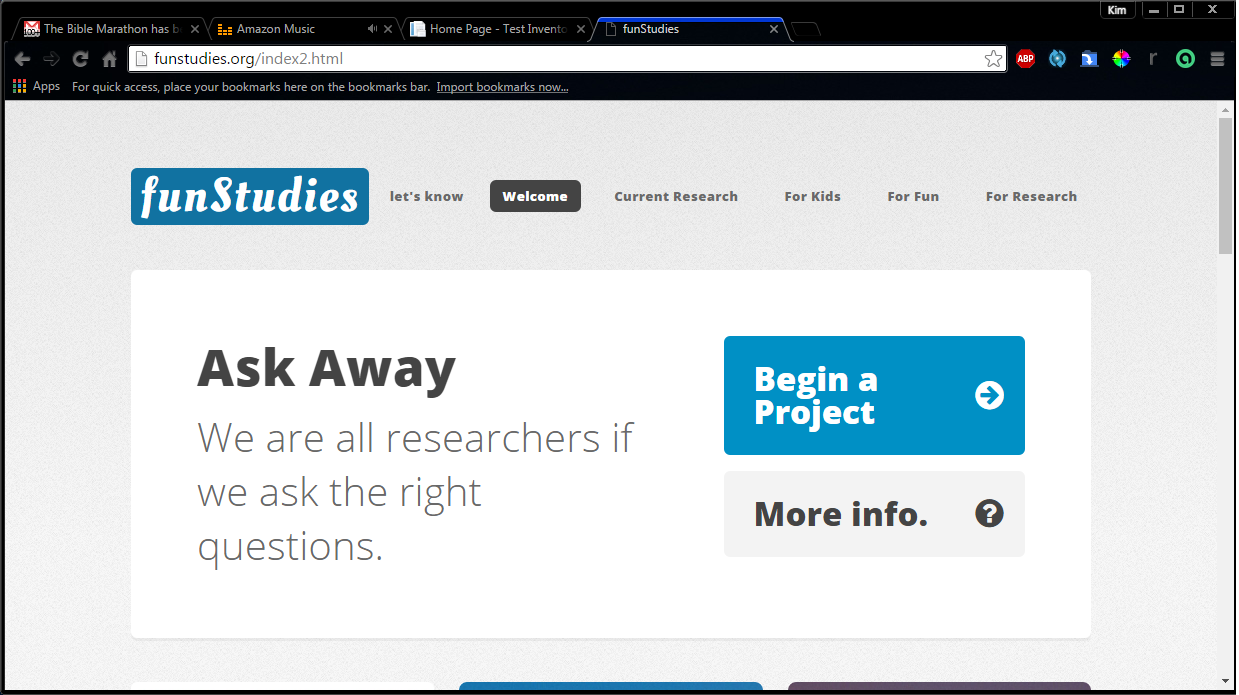 Kim
The Bible Marathon has b
Amazon Music
Home Page - Test Invento
funStudies
funstudies.org/index2.html
ABP
r
Apps
For quick access, place your bookmarks here on the bookmarks bar. Import bookmarks now...
funStudies
let's know
Welcome
Current Research
For Kids
For Fun
For Research
Ask Away
We are all researchers if
we ask the right
questions.
Begin a
Project
More info.